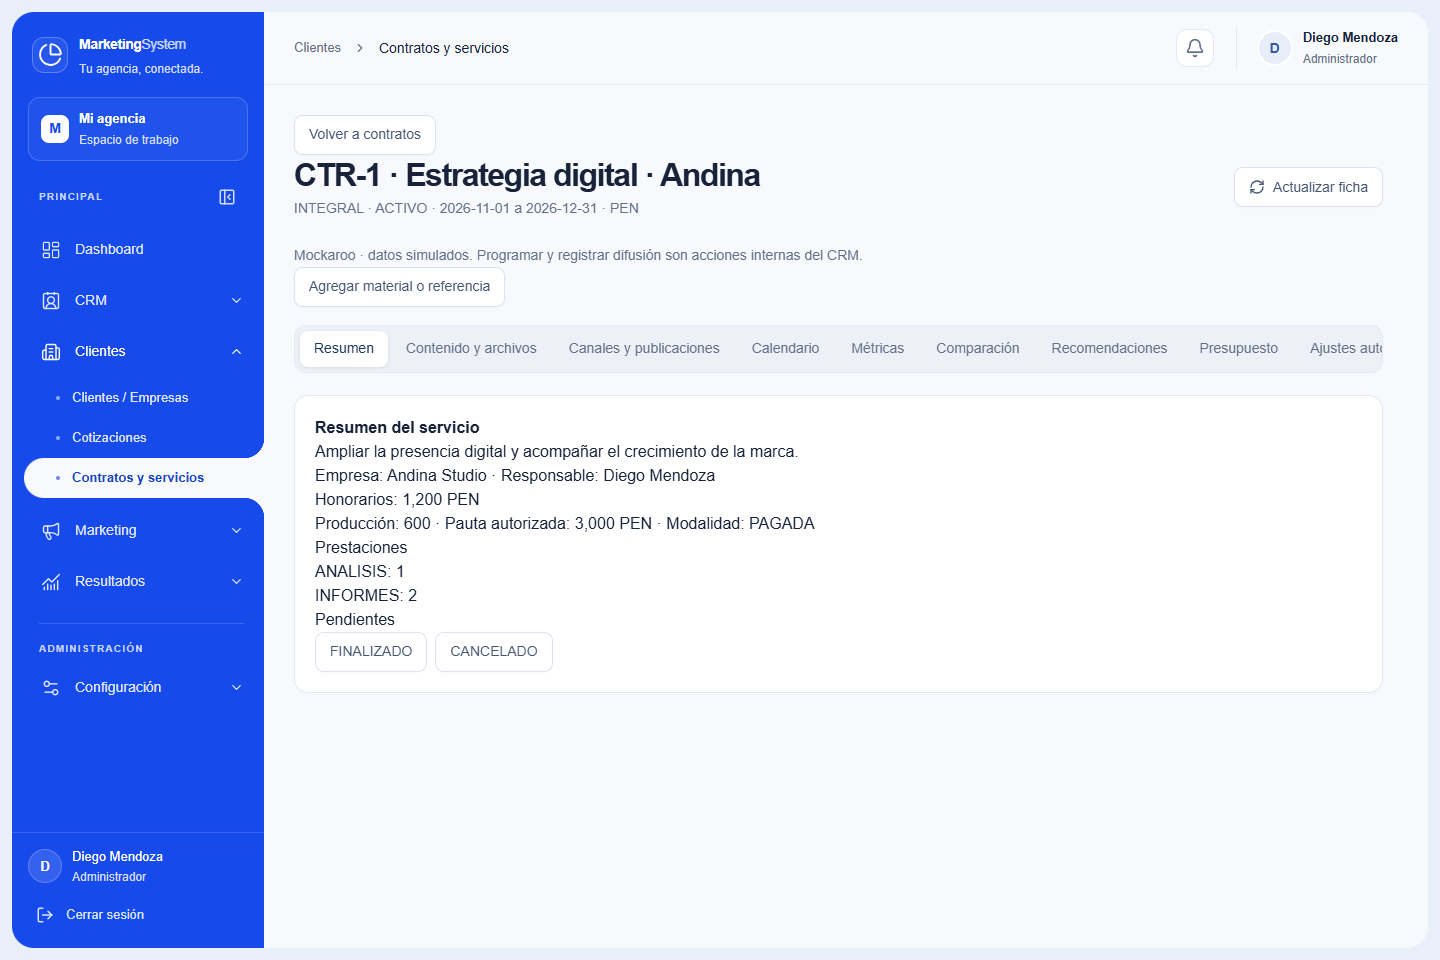 MarketingSystem
Tu agencia, conectada.
M
Mi agencia
Espacio de trabajo
PRINCIPAL
Dashboard
CRM
Clientes
Clientes / Empresas
Cotizaciones
Contratos y servicios
Marketing
Resultados
ADMINISTRACIÓN
Configuración
D
Diego Mendoza
Administrador
Cerrar sesión
Clientes > Contratos y servicios
D
Diego Mendoza
Administrador
Volver a contratos
CTR-1 · Estrategia digital · Andina
INTEGRAL · ACTIVO · 2026-11-01 a 2026-12-31 · PEN
Actualizar ficha
Mockaroo · datos simulados. Programar y registrar difusión son acciones internas del CRM.
Agregar material o referencia
Resumen Contenido y archivos Canales y publicaciones Calendario Métricas Comparación Recomendaciones Presupuesto Ajustes
Resumen del servicio
Ampliar la presencia digital y acompañar el crecimiento de la marca.
Empresa: Andina Studio · Responsable: Diego Mendoza
Honorarios: 1,200 PEN
Producción: 600 · Pauta autorizada: 3,000 PEN · Modalidad: PAGADA
Prestaciones
ANALISIS: 1
INFORMES: 2
Pendientes
FINALIZADO CANCELADO